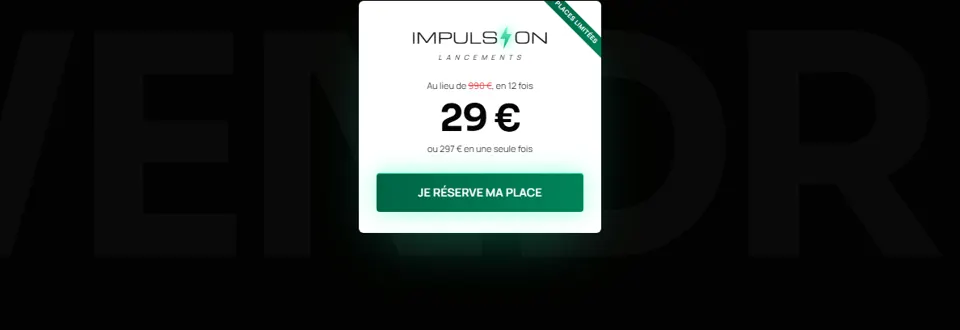 VENDR
PLACES LIMITÉES
IMPULSION
LANCEMENTS
Au lieu de 990 €, en 12 fois
29 €
ou 297 € en une seule fois
JE RÉSERVE MA PLACE